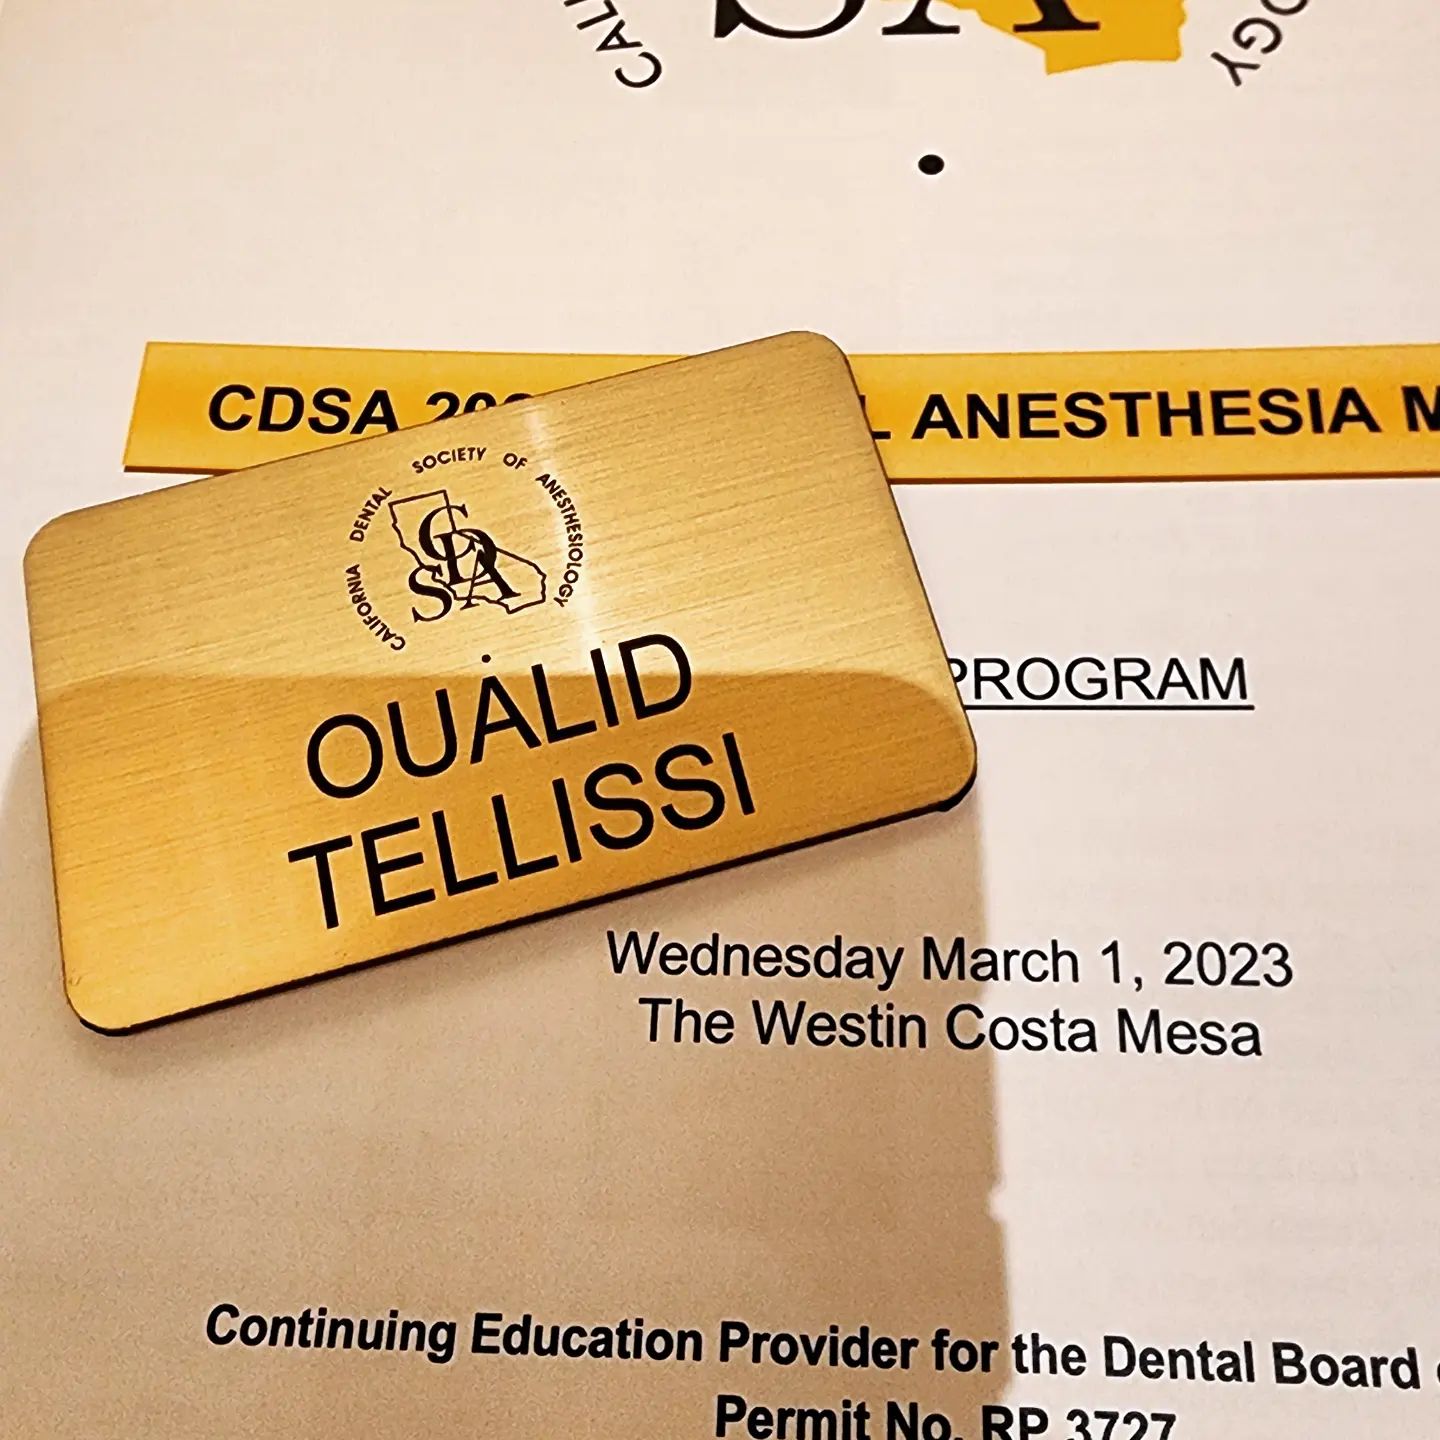 CDSA
ANESTHESIA
CALIFORNIA DENTAL SOCIETY OF ANESTHESIOLOGY
CDSA
OUALID
TELLISSI
PROGRAM
Wednesday March 1, 2023
The Westin Costa Mesa
Continuing Education Provider for the Dental Board
Permit No. RP 3727